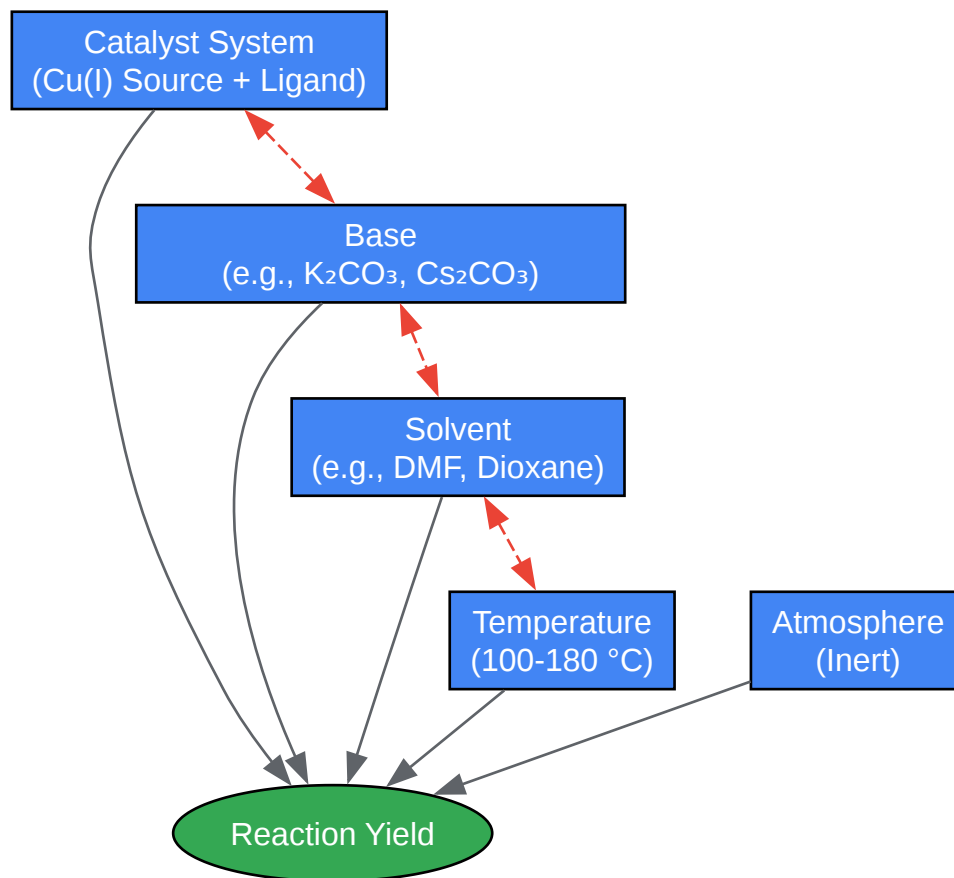 Catalyst System
(Cu(I) Source + Ligand)
Base
(e.g., K₂CO₃, Cs₂CO₃)
Solvent
(e.g., DMF, Dioxane)
Temperature
(100-180 °C)
Atmosphere
(Inert)
Reaction Yield